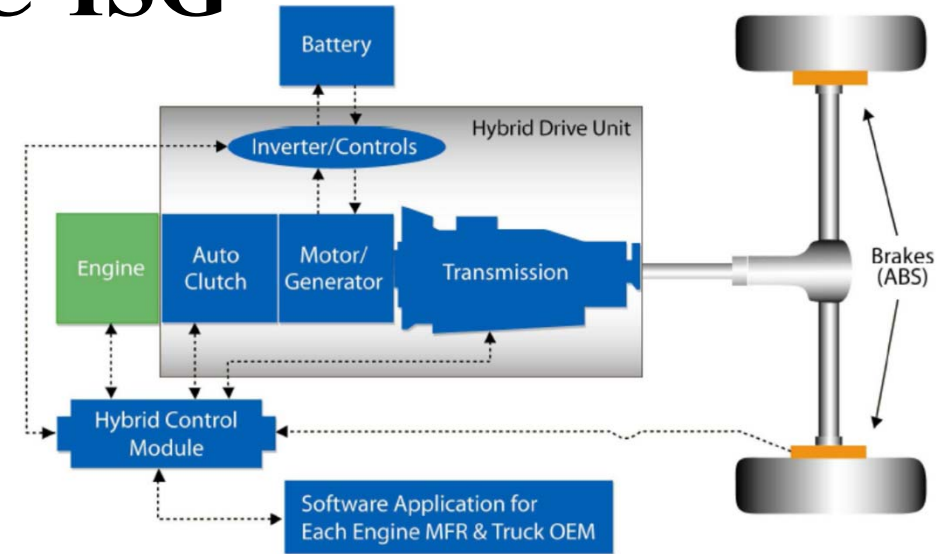 C-ISG
Battery
Hybrid Drive Unit
Inverter/Controls
Engine
Auto
Clutch
Motor/
Generator
Transmission
Brakes
(ABS)
Hybrid Control
Module
Software Application for
Each Engine MFR & Truck OEM